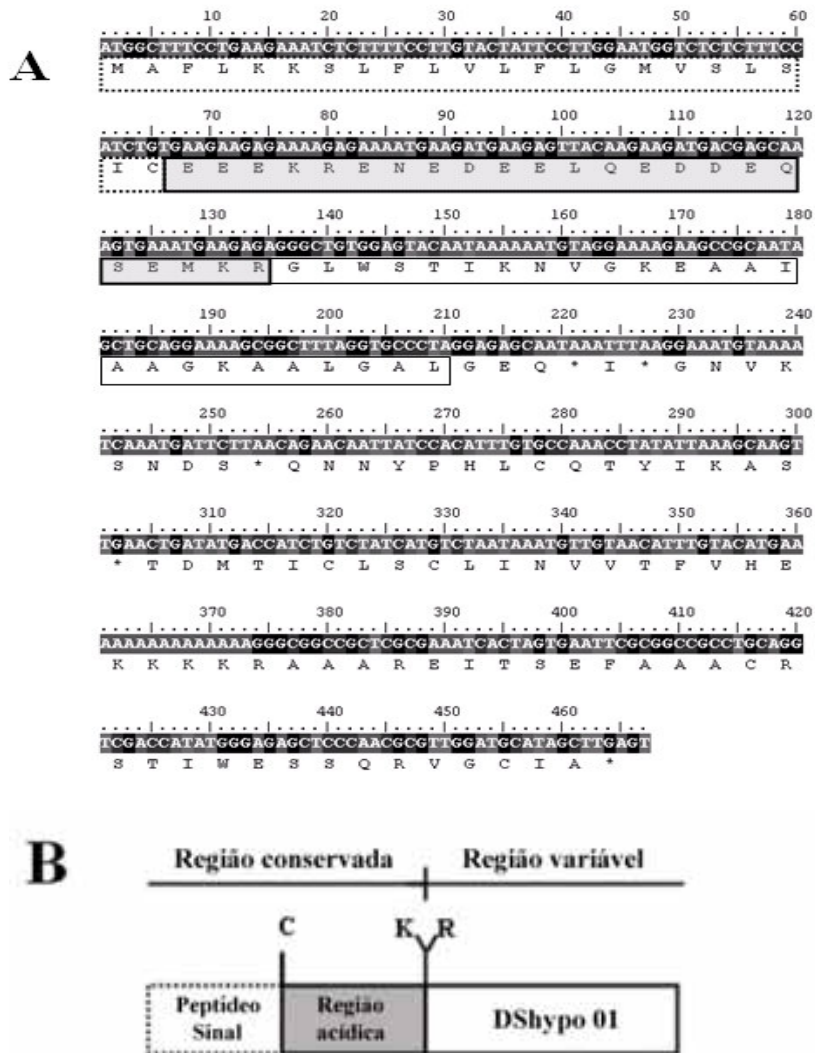 A
10 20 30 40 50 60
ATGGCTTTCCTGAAGAAATCTCTTTTCCTTGTACTATTCCTTGGAATGGTCTCTCTTTCC
M A F L K K S L F L V L F L G M V S L S
70 80 90 100 110 120
ATCTGTGAAGAAGAGAAAAGAGAAAATGAAGATGAAGAGTTACAAGAAGATGACGAGCAA
I C E E E K R E N E D E E L Q E D D E Q
130 140 150 160 170 180
AGTGAAATGAAGAGAGGGCTGTGGAGTACAATAAAAAATGTAGGAAAAGAAGCCGCAATA
S E M K R G L W S T I K N V G K E A A I
190 200 210 220 230 240
GCTGCAGGAAAAGCGGCTTTAGGTGCCCTAGGAGAGCAATAAATTTAAGGAAATGTAAAA
A A G K A A L G A L G E Q * I * G N V K
250 260 270 280 290 300
TCAAATGATTCTTAACAGAACAATTATCCACATTTGTGCCAAACCTATATTAAAGCAAGT
S N D S * Q N N Y P H L C Q T Y I K A S
310 320 330 340 350 360
TGAACTGATATGACCATCTGTCTATCATGTCTAATAAATGTTGTAACATTTGTACATGAA
* T D M T I C L S C L I N V V T F V H E
370 380 390 400 410 420
AAAAAAAAAAAAAGGGCGGCCGCTCGCGAAATCACTAGTGAATTCGCGGCCGCCTGCAGG
K K K K R A A A R E I T S E F A A A C R
430 440 450 460
TCGACCATATGGGAGAGCTCCCAACGCGTTGGATGCATAGCTTGAGT
S T I W E S S Q R V G C I A *
B
Região conservada Região variável
C K R
Peptídeo Sinal
Região acídica
DShypo 01